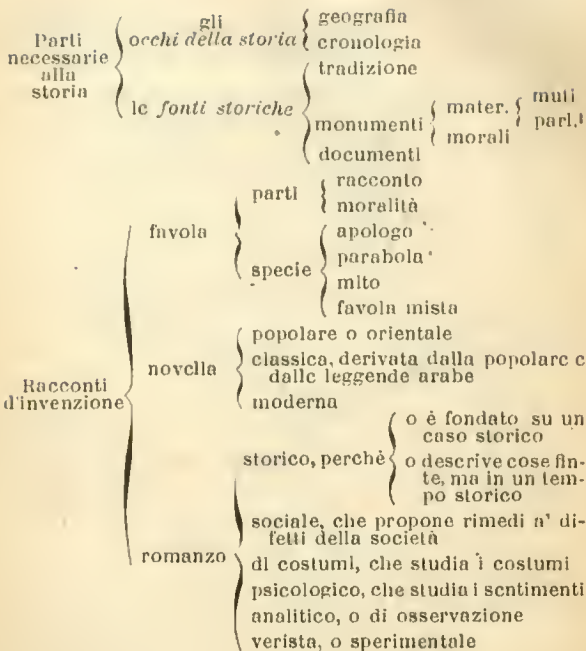 Parti
necessarie
alla
storia
gli
occhi della storia
geografia
cronologia
le fonti storiche
tradizione
monumenti
mater.
muti
parl.ⁱ
morali
documenti
Racconti
d'invenzione
favola
parti
racconto
moralità
specie
apologo
parabola
mito
favola mista
novella
popolare o orientale
classica, derivata dalla popolare e
dalle leggende arabe
moderna
romanzo
storico, perchè
o è fondato su un
caso storico
o descrive cose fin-
te, ma in un tem-
po storico
sociale, che propone rimedi a' di-
fetti della società
di costumi, che studia i costumi
psicologico, che studia i sentimenti
analitico, o di osservazione
verista, o sperimentale